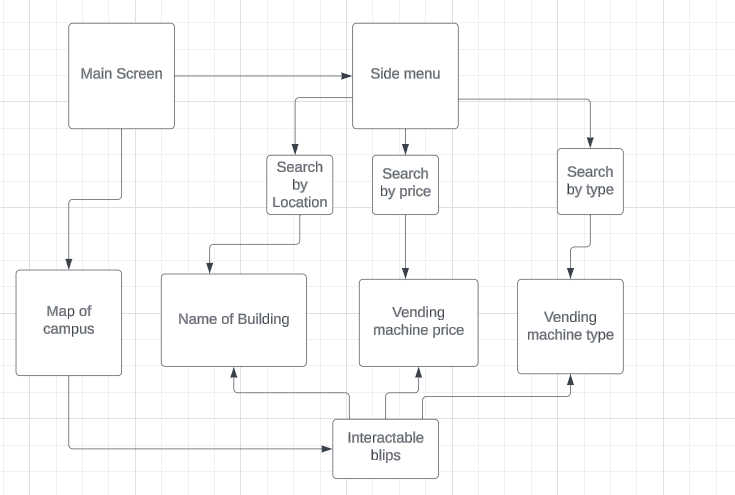 Main Screen
Side menu
Search
by
Location
Search
by price
Search
by type
Map of
campus
Name of Building
Vending
machine price
Vending
machine type
Interactable
blips